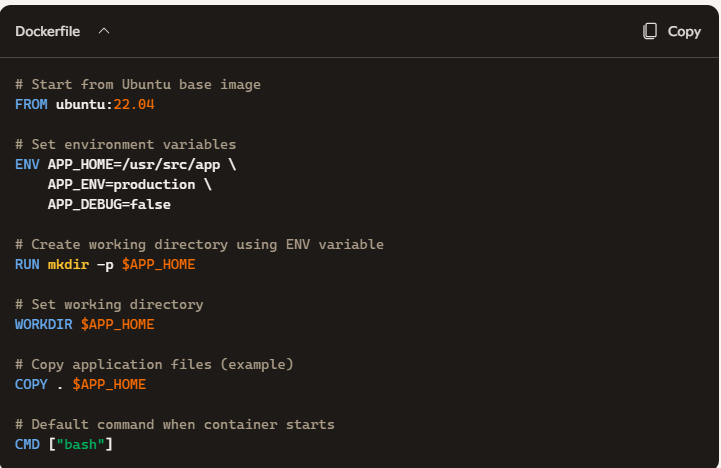 Dockerfile
Copy
# Start from Ubuntu base image
FROM ubuntu:22.04
# Set environment variables
ENV APP_HOME=/usr/src/app \
    APP_ENV=production \
    APP_DEBUG=false
# Create working directory using ENV variable
RUN mkdir -p $APP_HOME
# Set working directory
WORKDIR $APP_HOME
# Copy application files (example)
COPY . $APP_HOME
# Default command when container starts
CMD ["bash"]